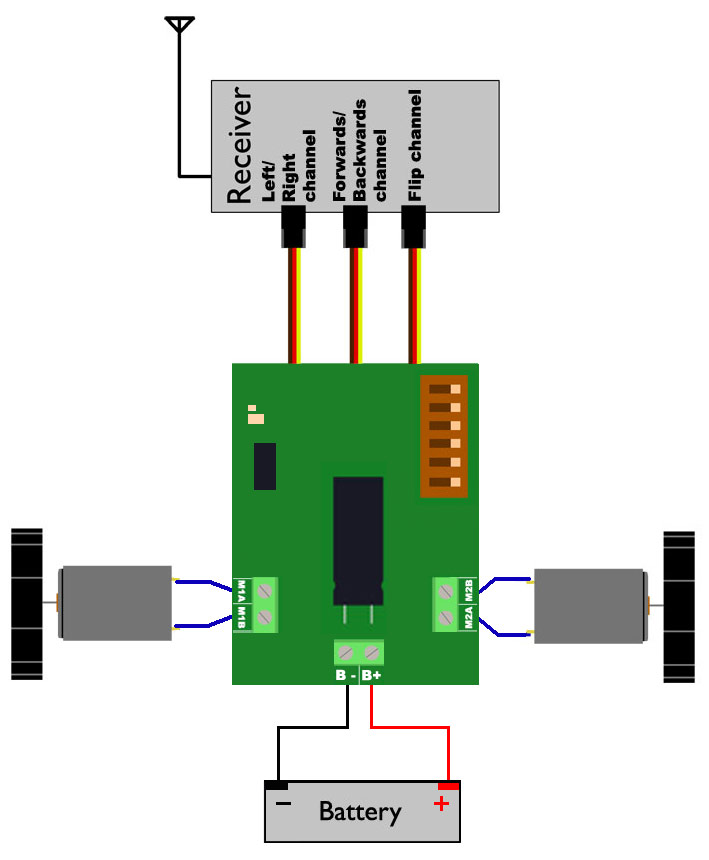 Receiver
Left/
Right
channel
Forwards/
Backwards
channel
Flip channel
M1A
M1B
M2B
M2A
B -
B+
−
+
Battery